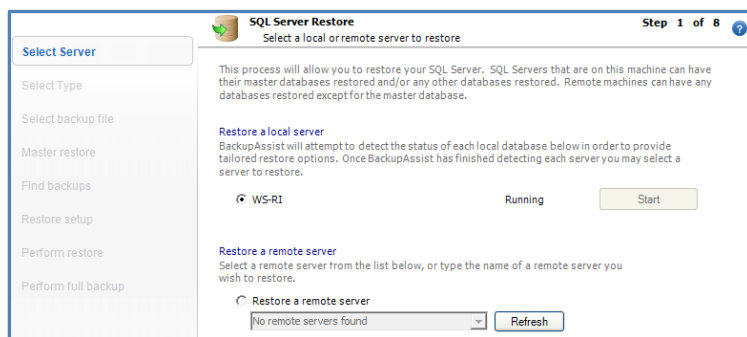 SQL Server Restore
Step 1 of 8
Select a local or remote server to restore
?
Select Server
Select Type
Select backup file
Master restore
Find backups
Restore setup
Perform restore
Perform full backup
This process will allow you to restore your SQL Server. SQL Servers that are on this machine can have
their master databases restored and/or any other databases restored. Remote machines can have any
databases restored except for the master database.
Restore a local server
BackupAssist will attempt to detect the status of each local database below in order to provide
tailored restore options. Once BackupAssist has finished detecting each server you may select a
server to restore.
WS-RI Running Start
Restore a remote server
Select a remote server from the list below, or type the name of a remote server you
wish to restore.
Restore a remote server
No remote servers found Refresh